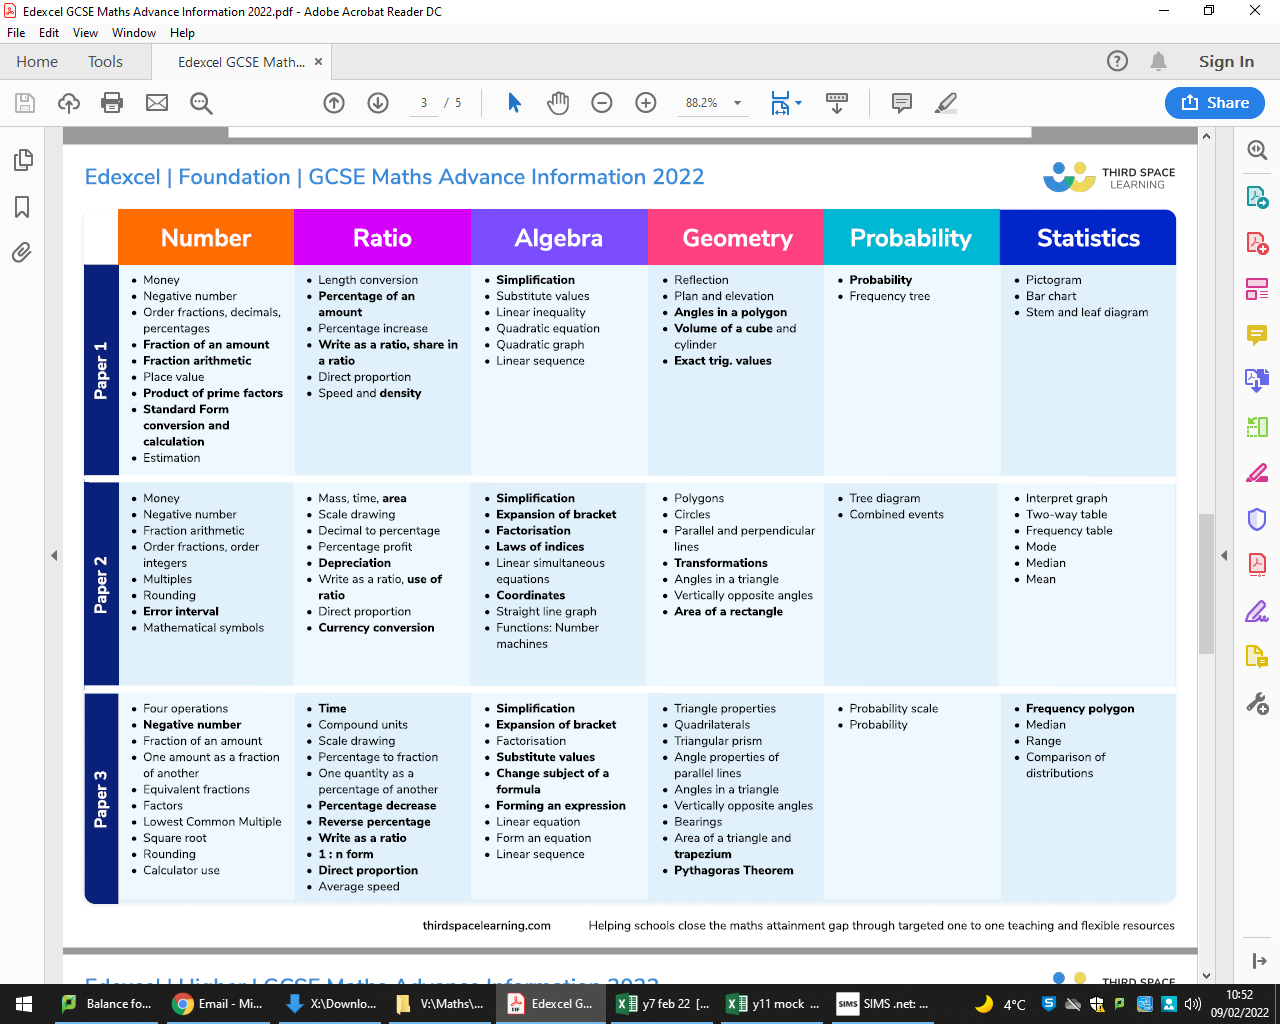 Edexcel GCSE Maths Advance Information 2022.pdf - Adobe Acrobat Reader DC
File Edit View Window Help
Home Tools Edexcel GCSE Math... × Sign In
3 / 5 88.2% Share
Edexcel | Foundation | GCSE Maths Advance Information 2022
THIRD SPACE
LEARNING
Number Ratio Algebra Geometry Probability Statistics
Paper 1
• Money
• Negative number
• Order fractions, decimals,
percentages
• Fraction of an amount
• Fraction arithmetic
• Place value
• Product of prime factors
• Standard Form
conversion and
calculation
• Estimation
• Length conversion
• Percentage of an
amount
• Percentage increase
• Write as a ratio, share in
a ratio
• Direct proportion
• Speed and density
• Simplification
• Substitute values
• Linear inequality
• Quadratic equation
• Quadratic graph
• Linear sequence
• Reflection
• Plan and elevation
• Angles in a polygon
• Volume of a cube and
cylinder
• Exact trig. values
• Probability
• Frequency tree
• Pictogram
• Bar chart
• Stem and leaf diagram
Paper 2
• Money
• Negative number
• Fraction arithmetic
• Order fractions, order
integers
• Multiples
• Rounding
• Error interval
• Mathematical symbols
• Mass, time, area
• Scale drawing
• Decimal to percentage
• Percentage profit
• Depreciation
• Write as a ratio, use of
ratio
• Direct proportion
• Currency conversion
• Simplification
• Expansion of bracket
• Factorisation
• Laws of indices
• Linear simultaneous
equations
• Coordinates
• Straight line graph
• Functions: Number
machines
• Polygons
• Circles
• Parallel and perpendicular
lines
• Transformations
• Angles in a triangle
• Vertically opposite angles
• Area of a rectangle
• Tree diagram
• Combined events
• Interpret graph
• Two-way table
• Frequency table
• Mode
• Median
• Mean
Paper 3
• Four operations
• Negative number
• Fraction of an amount
• One amount as a fraction
of another
• Equivalent fractions
• Factors
• Lowest Common Multiple
• Square root
• Rounding
• Calculator use
• Time
• Compound units
• Scale drawing
• Percentage to fraction
• One quantity as a
percentage of another
• Percentage decrease
• Reverse percentage
• Write as a ratio
• 1 : n form
• Direct proportion
• Average speed
• Simplification
• Expansion of bracket
• Factorisation
• Substitute values
• Change subject of a
formula
• Forming an expression
• Linear equation
• Form an equation
• Linear sequence
• Triangle properties
• Quadrilaterals
• Triangular prism
• Angle properties of
parallel lines
• Angles in a triangle
• Vertically opposite angles
• Bearings
• Area of a triangle and
trapezium
• Pythagoras Theorem
• Probability scale
• Probability
• Frequency polygon
• Median
• Range
• Comparison of
distributions
thirdspacelearning.com Helping schools close the maths attainment gap through targeted one to one teaching and flexible resources
Edexcel | Higher | GCSE Maths Advance Information 2022
THIRD SPACE
Balance fo... Email - Mi... X:\Downlo... V:\Maths\... Edexcel G... y7 feb 22 [... y11 mock ... SIMS SIMS .net: ... 4°C 10:52
09/02/2022